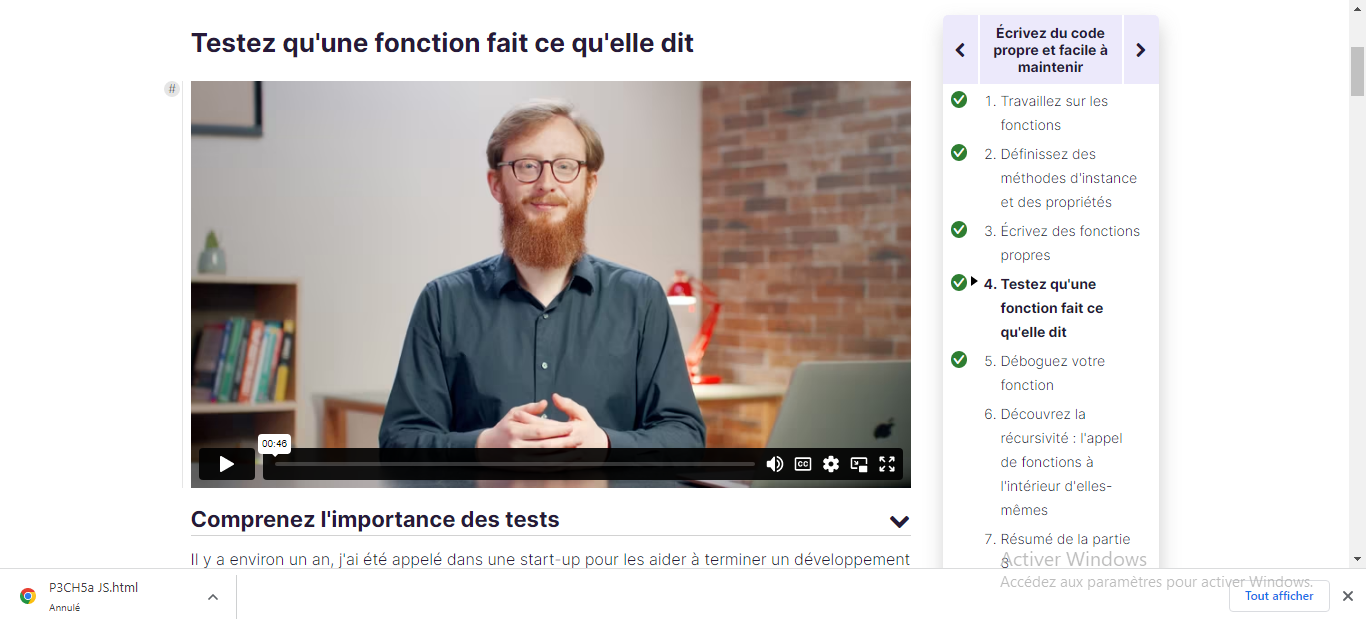 Testez qu'une fonction fait ce qu'elle dit
#
00:46
CC
Comprenez l'importance des tests
Il y a environ un an, j'ai été appelé dans une start-up pour les aider à terminer un développement
Écrivez du code
propre et facile à
maintenir
1. Travaillez sur les
fonctions
2. Définissez des
méthodes d'instance
et des propriétés
3. Écrivez des fonctions
propres
4. Testez qu'une
fonction fait ce
qu'elle dit
5. Déboguez votre
fonction
6. Découvrez la
récursivité : l'appel
de fonctions à
l'intérieur d'elles-
mêmes
7. Résumé de la partie
3
Activer Windows
Accédez aux paramètres pour activer Windows.
P3CH5a JS.html
Annulé
Tout afficher